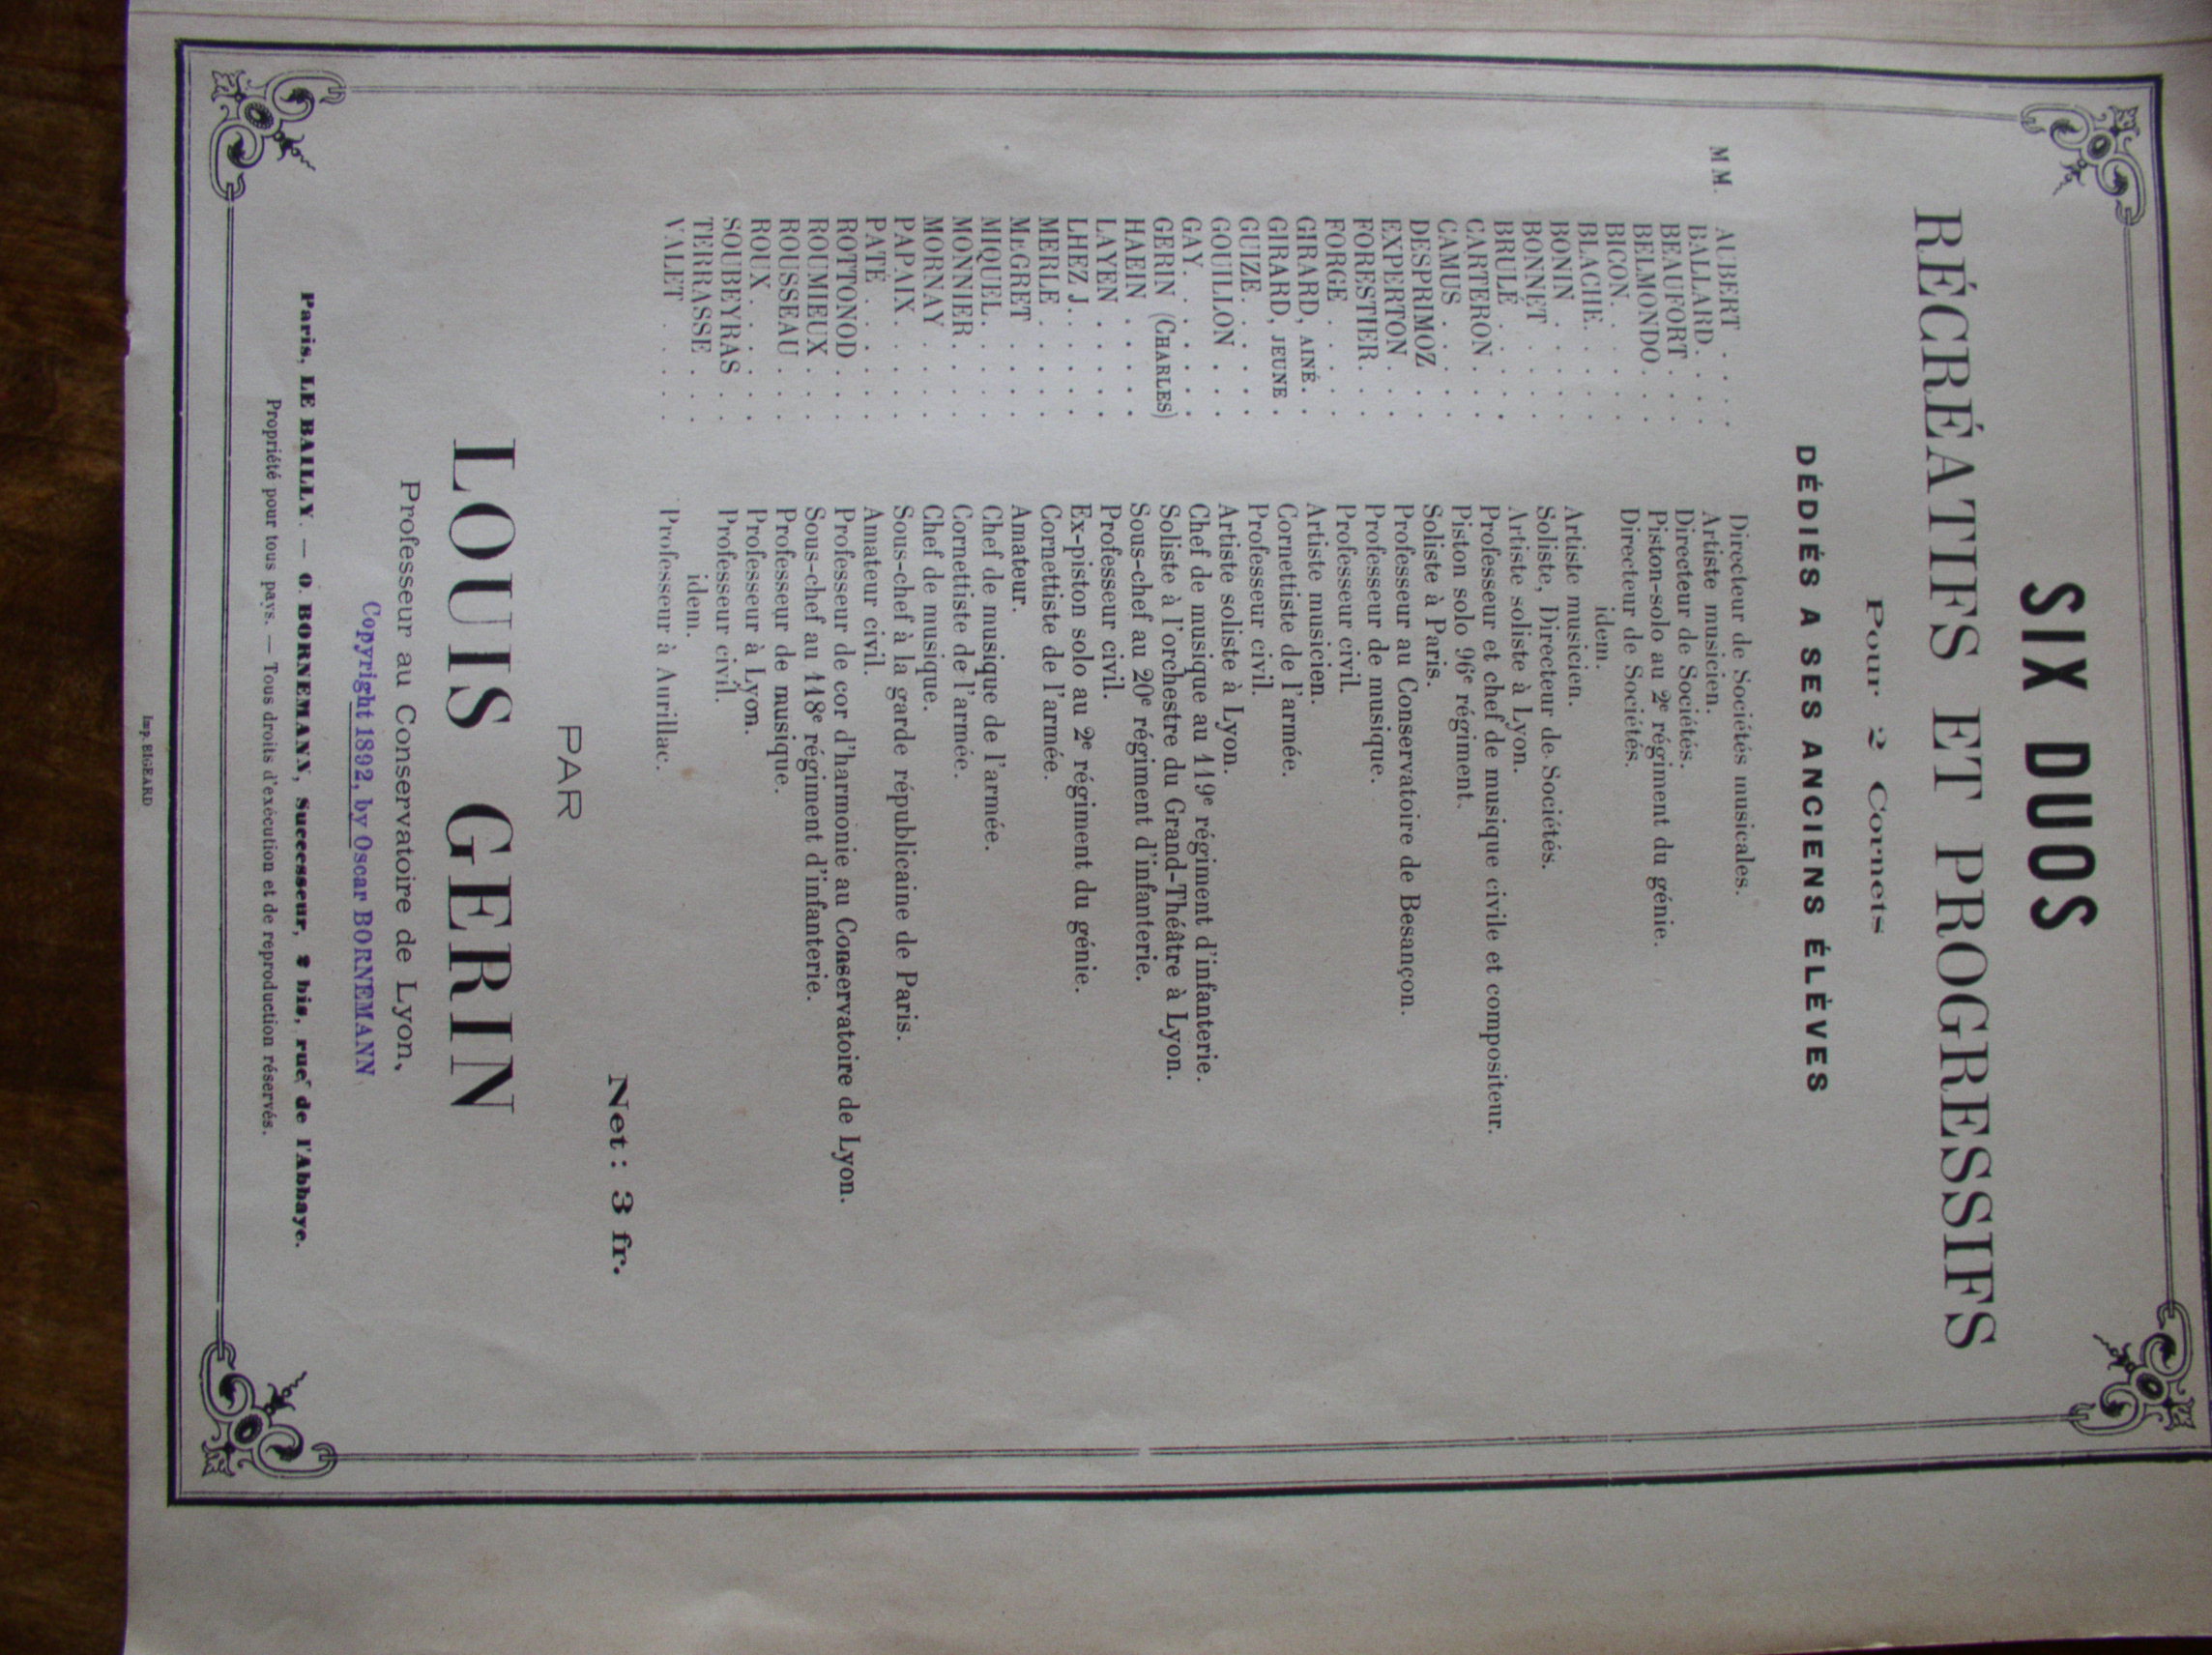 SIX DUOS
RÉCRÉATIFS ET PROGRESSIFS
Pour 2 Cornets
DÉDIÉS A SES ANCIENS ÉLÈVES
MM. AUBERT . . . . Directeur de Sociétés musicales.
BALLARD. . . . Artiste musicien.
BEAUFORT . . . Directeur de Sociétés.
BELMONDO. . . Piston-solo au 2e régiment du génie.
BICON. . . . . Directeur de Sociétés.
BLACHE. . . . idem.
BONIN . . . . Artiste musicien.
BONNET . . . . Soliste, Directeur de Sociétés.
BRULÉ . . . . Artiste soliste à Lyon.
CARTERON . . . Professeur et chef de musique civile et compositeur.
CAMUS . . . . Piston solo 96e régiment.
DESPRIMOZ . . Soliste à Paris.
EXPERTON . . . Professeur au Conservatoire de Besançon.
FORESTIER. . . Professeur de musique.
FORGE . . . . Professeur civil.
GIRARD, AINÉ. . Artiste musicien.
GIRARD, JEUNE . Cornettiste de l'armée.
GUIZE. . . . . Professeur civil.
GOUILLON . . . Artiste soliste à Lyon.
GAY. . . . . . Chef de musique au 119e régiment d'infanterie.
GERIN (CHARLES) Soliste à l'orchestre du Grand-Théâtre à Lyon.
HAEIN . . . . Sous-chef au 20e régiment d'infanterie.
LAYEN . . . . Professeur civil.
LHEZ J. . . . . Ex-piston solo au 2e régiment du génie.
MERLE . . . . Cornettiste de l'armée.
MEGRET . . . . Amateur.
MIQUEL. . . . Chef de musique de l'armée.
MONNIER. . . . Cornettiste de l'armée.
MORNAY . . . . Chef de musique.
PAPAIX . . . . Sous-chef à la garde républicaine de Paris.
PATÉ . . . . . Amateur civil.
ROTTONOD . . . Professeur de cor d'harmonie au Conservatoire de Lyon.
ROUMIEUX . . . Sous-chef au 118e régiment d'infanterie.
ROUSSEAU . . . Professeur de musique.
ROUX . . . . . Professeur à Lyon.
SOUBEYRAS . . Professeur civil.
TERRASSE . . . idem.
VALET . . . . Professeur à Aurillac.
Net : 3 fr.
PAR
LOUIS GERIN
Professeur au Conservatoire de Lyon.
Copyright 1892, by Oscar BORNEMANN
Paris, LE BAILLY. — O. BORNEMANN, Successeur, 2 bis, rue de l'Abbaye.
Propriété pour tous pays. — Tous droits d'exécution et de reproduction réservés.
Imp. BIGEARD